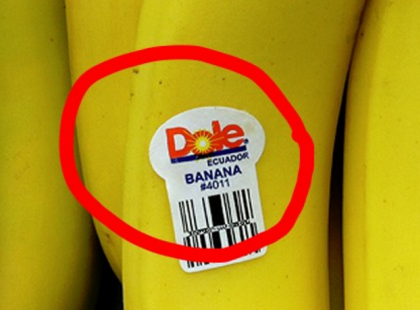 Dole
ECUADOR
BANANA
#4011